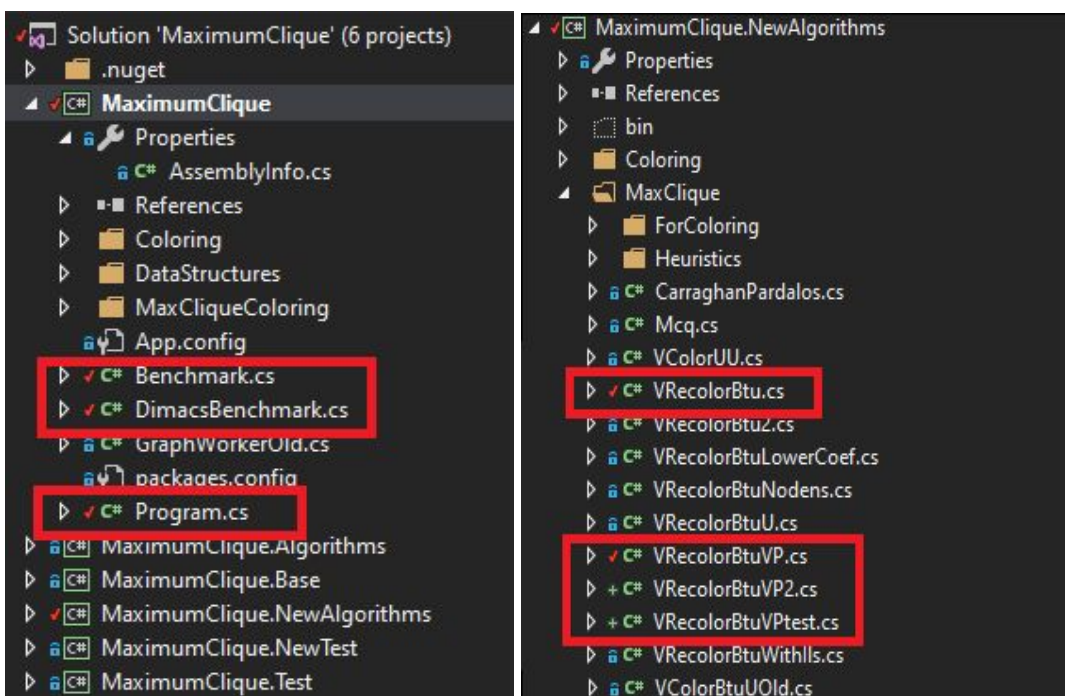 Solution 'MaximumClique' (6 projects)
.nuget
C# MaximumClique
Properties
C# AssemblyInfo.cs
References
Coloring
DataStructures
MaxCliqueColoring
App.config
C# Benchmark.cs
C# DimacsBenchmark.cs
C# GraphWorkerOld.cs
packages.config
C# Program.cs
C# MaximumClique.Algorithms
C# MaximumClique.Base
C# MaximumClique.NewAlgorithms
C# MaximumClique.NewTest
C# MaximumClique.Test
C# MaximumClique.NewAlgorithms
Properties
References
bin
Coloring
MaxClique
ForColoring
Heuristics
C# CarraghanPardalos.cs
C# Mcq.cs
C# VColorUU.cs
C# VRecolorBtu.cs
C# VRecolorBtu2.cs
C# VRecolorBtuLowerCoef.cs
C# VRecolorBtuNodens.cs
C# VRecolorBtuU.cs
C# VRecolorBtuVP.cs
C# VRecolorBtuVP2.cs
C# VRecolorBtuVPtest.cs
C# VRecolorBtuWithIls.cs
C# VColorBtuUOld.cs